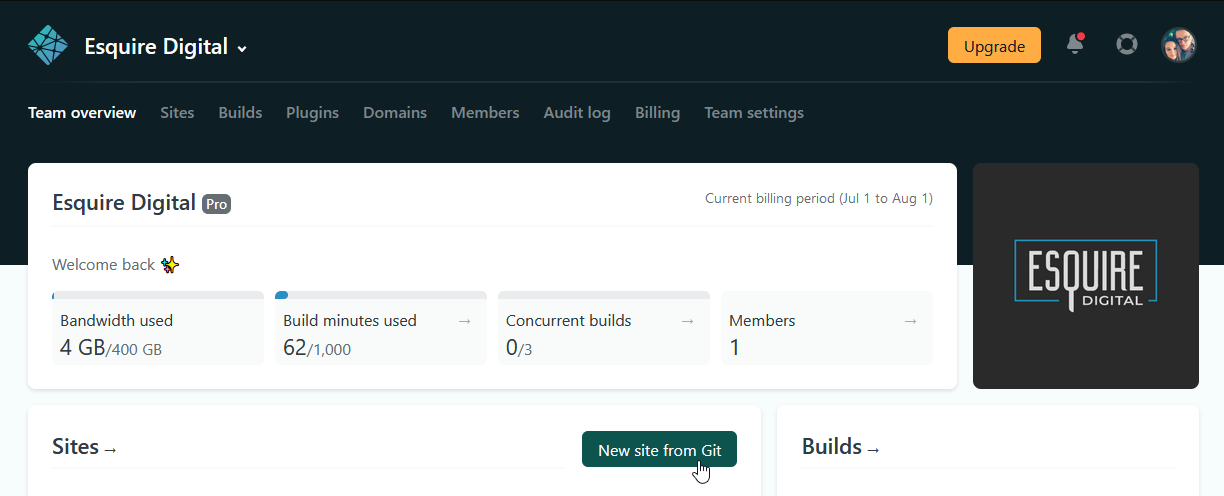 Esquire Digital
Upgrade
Team overview Sites Builds Plugins Domains Members Audit log Billing Team settings
Esquire Digital Pro
Current billing period (Jul 1 to Aug 1)
Welcome back
Bandwidth used
4 GB/400 GB
Build minutes used →
62/1,000
Concurrent builds →
0/3
Members →
1
ESQUIRE
DIGITAL
Sites →
New site from Git
Builds →